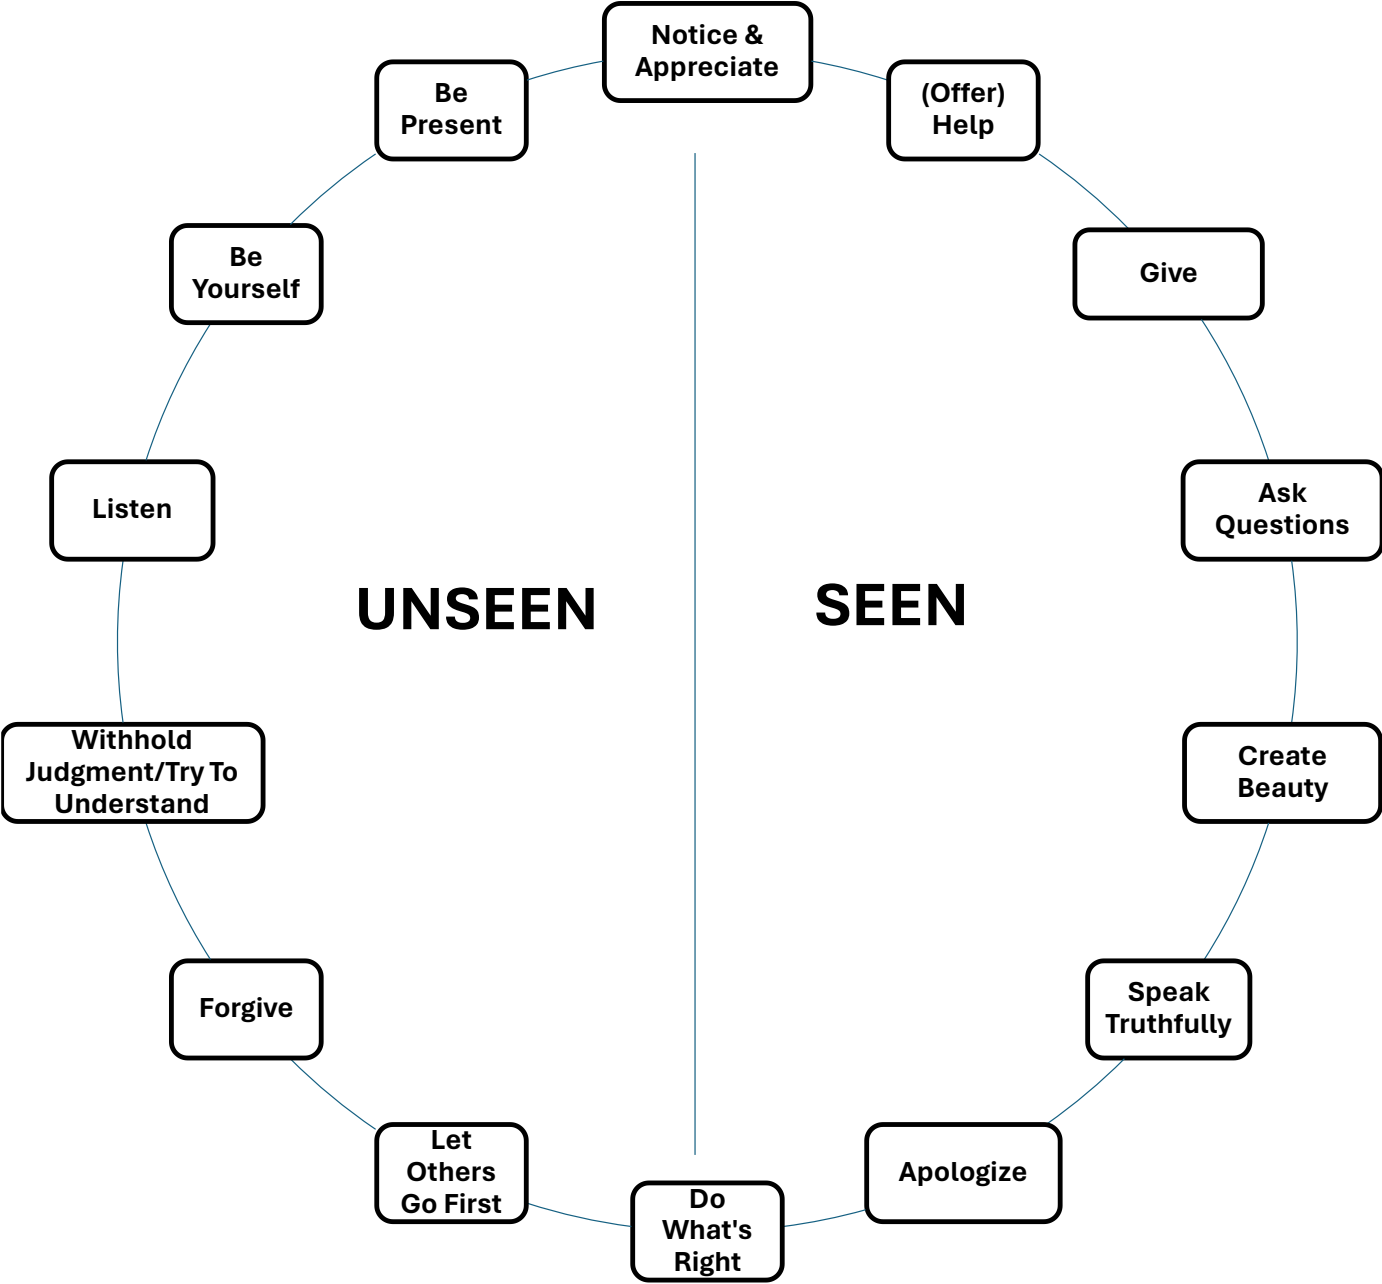 Notice &
Appreciate
(Offer)
Help
Give
Ask
Questions
Create
Beauty
Speak
Truthfully
Apologize
Do
What's
Right
Let
Others
Go First
Forgive
Withhold
Judgment/Try To
Understand
Listen
Be
Yourself
Be
Present
UNSEEN
SEEN